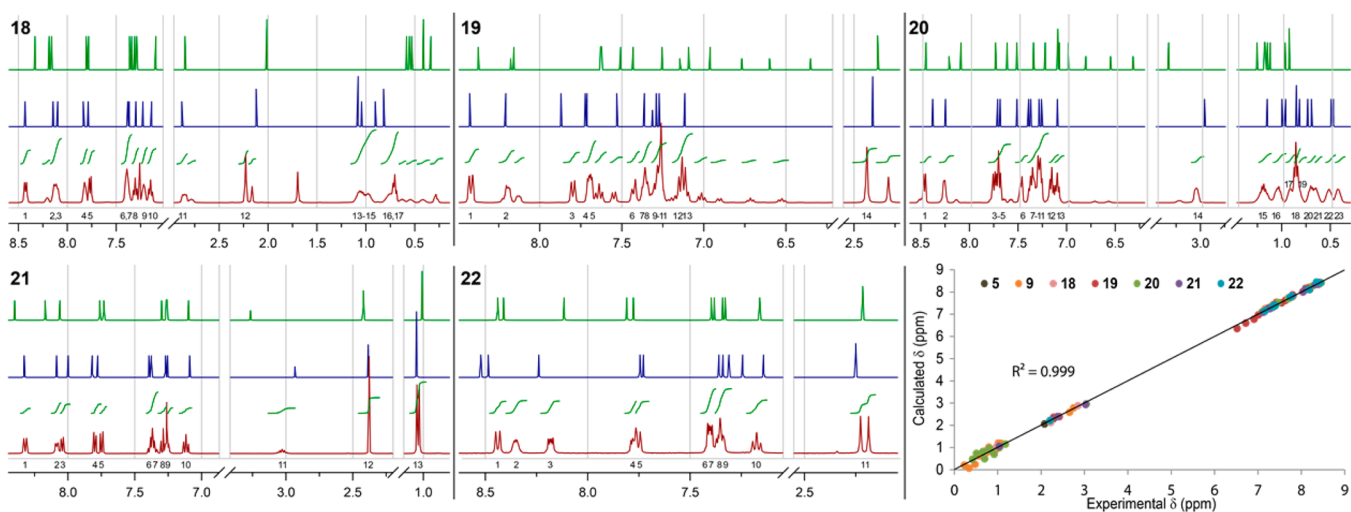 18
1 2,3 4 5 6 7 8 9 10 11 12 13-15 16,17
8.5 8.0 7.5 2.5 2.0 1.5 1.0 0.5
19
1 2 3 4 5 6 7 8 9-11 12 13 14
8.0 7.5 7.0 6.5 2.5
20
17 19
1 2 3-5 6 7-11 12 13 14 15 16 18 20 21 22 23
8.5 8.0 7.5 7.0 6.5 3.0 1.0 0.5
21
1 2 3 4 5 6 7 8 9 10 11 12 13
8.0 7.5 7.0 3.0 2.5 1.0
22
1 2 3 4 5 6 7 8 9 10 11
8.5 8.0 7.5 2.5
5 9 18 19 20 21 22
R² = 0.999
Calculated δ (ppm)
9
8
7
6
5
4
3
2
1
0
0 1 2 3 4 5 6 7 8 9
Experimental δ (ppm)